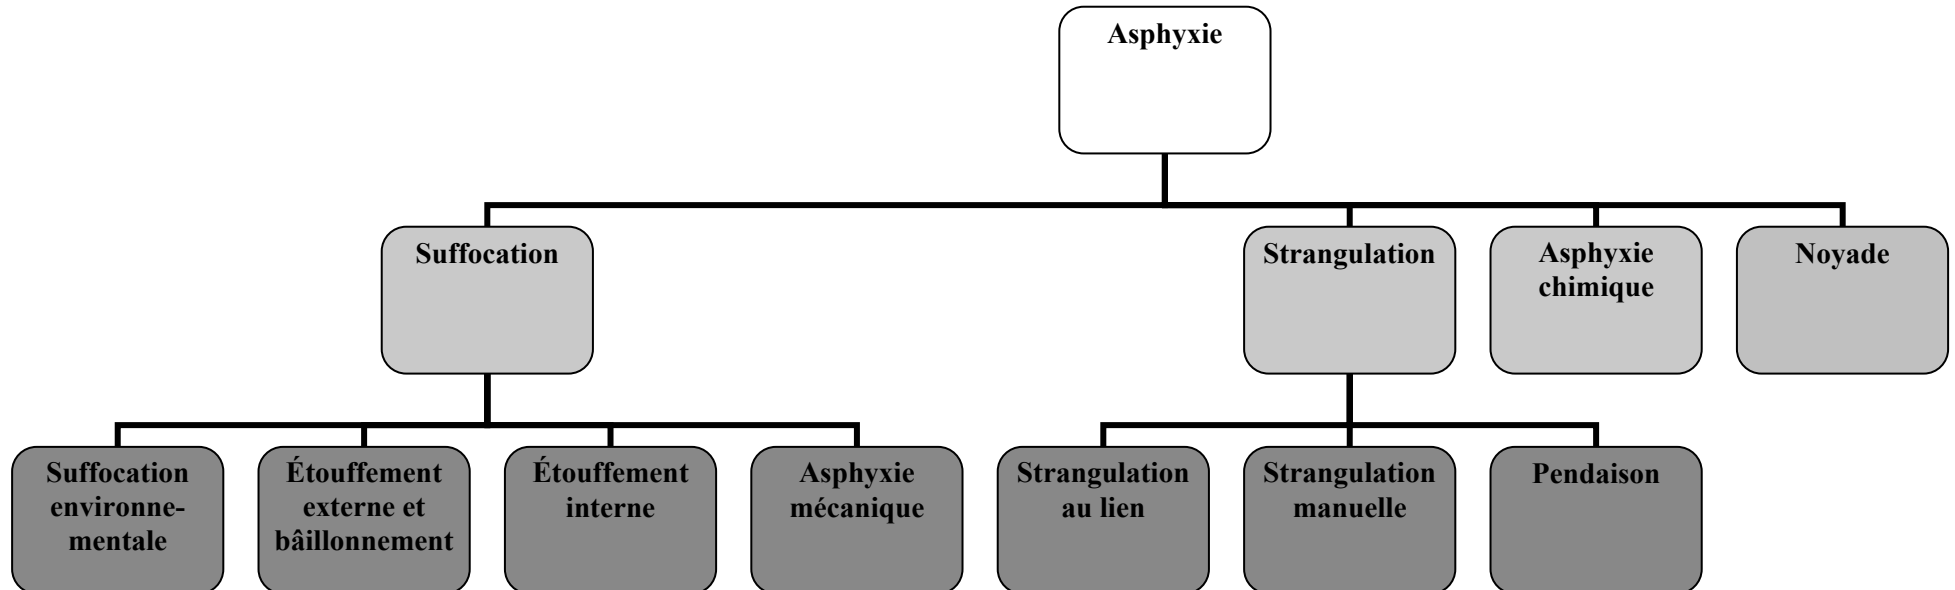 Asphyxie
Suffocation
Strangulation
Asphyxie
chimique
Noyade
Suffocation
environne-
mentale
Étouffement
externe et
bâillonnement
Étouffement
interne
Asphyxie
mécanique
Strangulation
au lien
Strangulation
manuelle
Pendaison